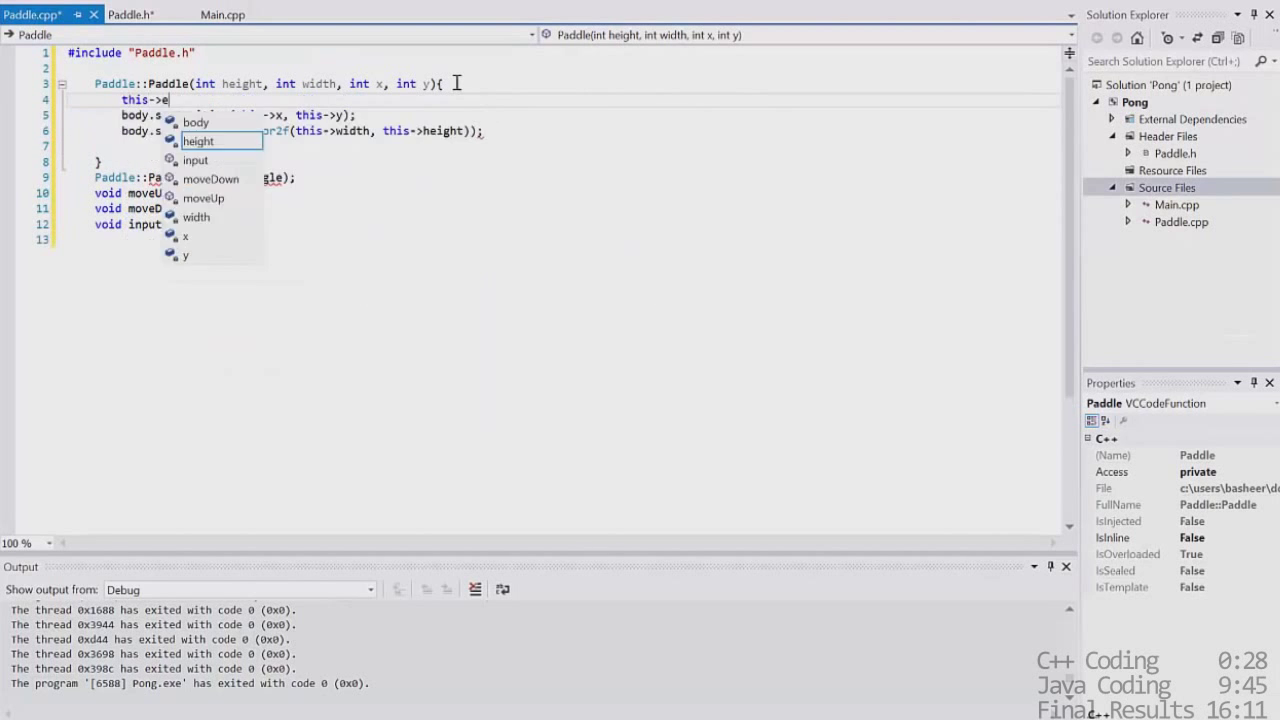 Paddle.cpp* Paddle.h* Main.cpp
Paddle Paddle(int height, int width, int x, int y)
1 #include "Paddle.h"
2
3 Paddle::Paddle(int height, int width, int x, int y){
4 this->e
5 body.s ->x, this->y);
6 body.s or2f(this->width, this->height));
7
8 }
9 Paddle::Pa gle);
10 void moveU
11 void moveD
12 void input
13
body
height
input
moveDown
moveUp
width
x
y
100 %
Output
Show output from: Debug
The thread 0x1688 has exited with code 0 (0x0).
The thread 0x3944 has exited with code 0 (0x0).
The thread 0xd44 has exited with code 0 (0x0).
The thread 0x3698 has exited with code 0 (0x0).
The thread 0x398c has exited with code 0 (0x0).
The program '[6588] Pong.exe' has exited with code 0 (0x0).
Solution Explorer
Search Solution Explorer (Ctrl+;)
Solution 'Pong' (1 project)
Pong
External Dependencies
Header Files
Paddle.h
Resource Files
Source Files
Main.cpp
Paddle.cpp
Properties
Paddle VCCodeFunction
C++
(Name) Paddle
Access private
File c:\users\basheer\do
FullName Paddle::Paddle
IsInjected False
IsInline False
IsOverloaded True
IsSealed False
IsTemplate False
C++ Coding 0:28
Java Coding 9:45
Final Results 16:11
C++